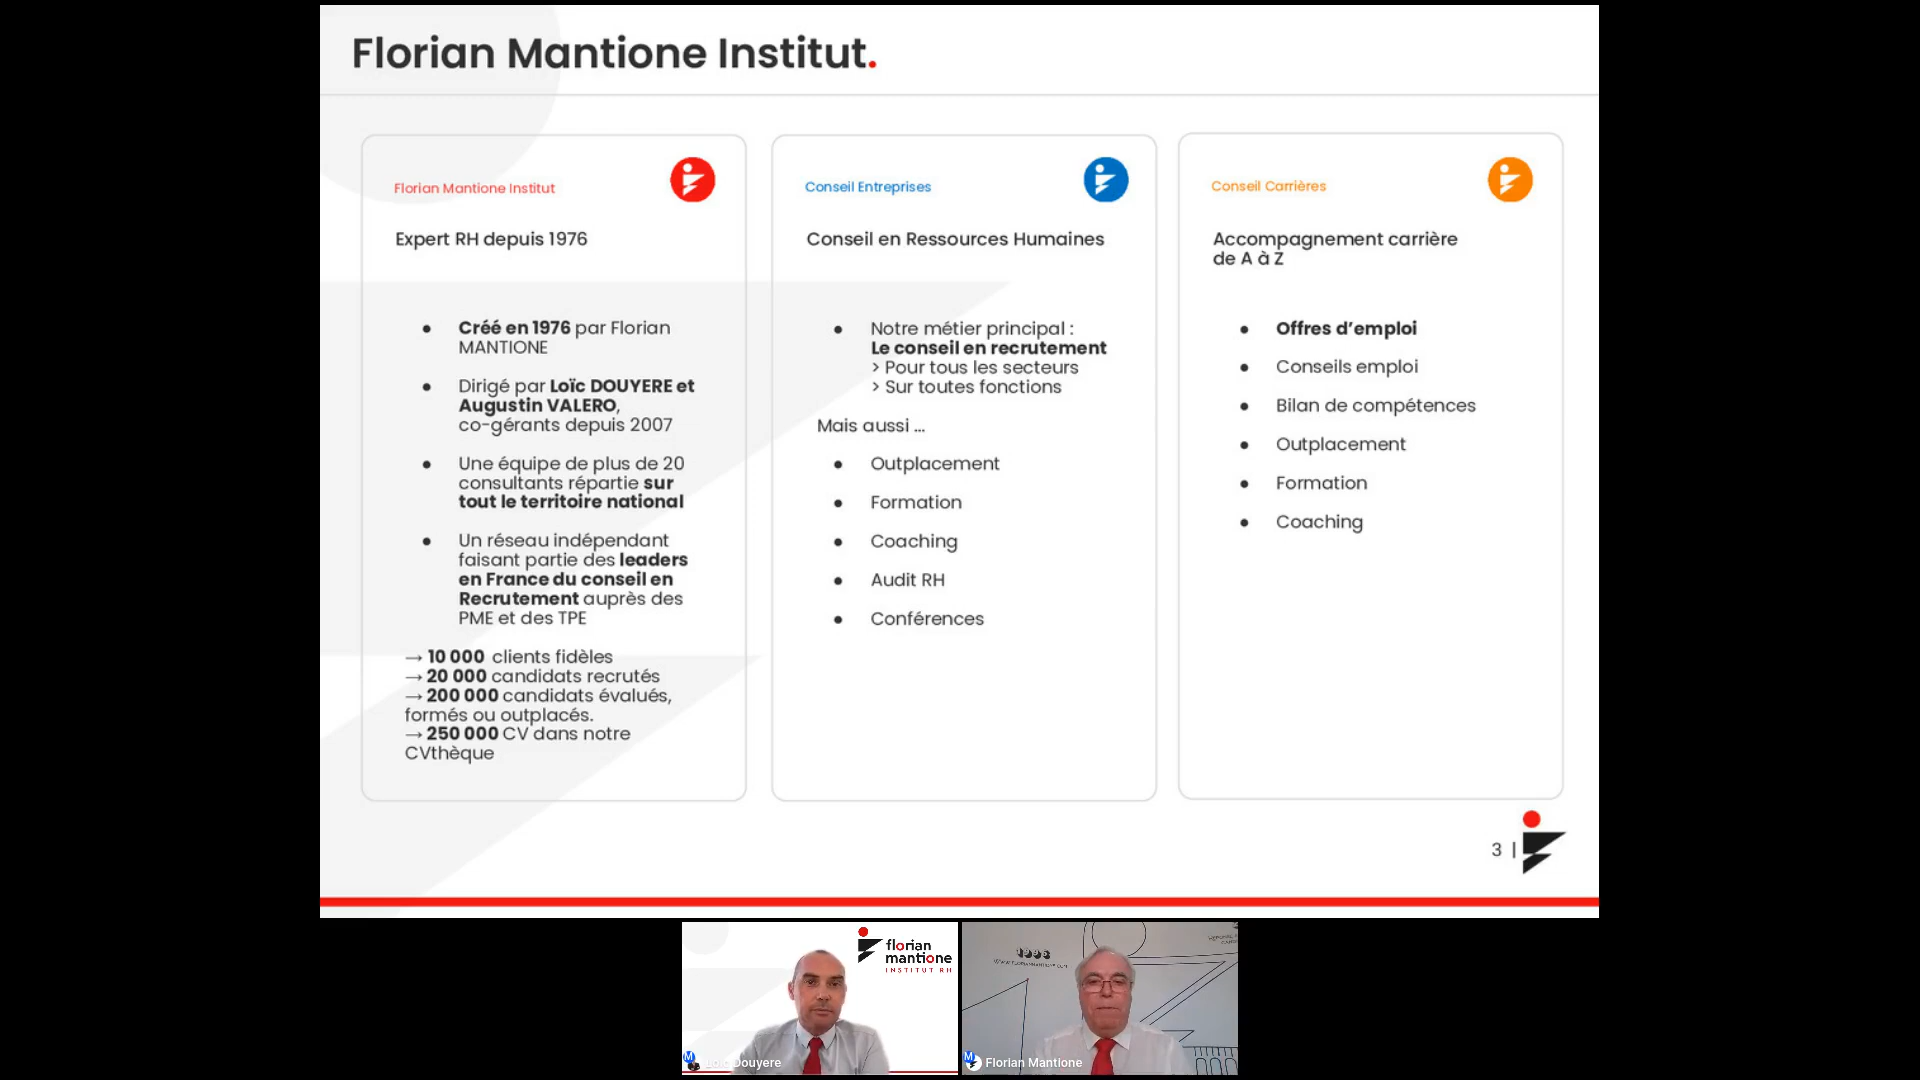 Florian Mantione Institut.
Florian Mantione Institut
Expert RH depuis 1976
● Créé en 1976 par Florian
MANTIONE
● Dirigé par Loïc DOUYERE et
Augustin VALERO,
co-gérants depuis 2007
● Une équipe de plus de 20
consultants répartie sur
tout le territoire national
● Un réseau indépendant
faisant partie des leaders
en France du conseil en
Recrutement auprès des
PME et des TPE
→ 10 000 clients fidèles
→ 20 000 candidats recrutés
→ 200 000 candidats évalués,
formés ou outplacés.
→ 250 000 CV dans notre
CVthèque
Conseil Entreprises
Conseil en Ressources Humaines
● Notre métier principal :
Le conseil en recrutement
> Pour tous les secteurs
> Sur toutes fonctions
Mais aussi ...
● Outplacement
● Formation
● Coaching
● Audit RH
● Conférences
Conseil Carrières
Accompagnement carrière
de A à Z
● Offres d’emploi
● Conseils emploi
● Bilan de compétences
● Outplacement
● Formation
● Coaching
3 |
florian
mantione
INSTITUT RH
Douyere
1996
Florian Mantione